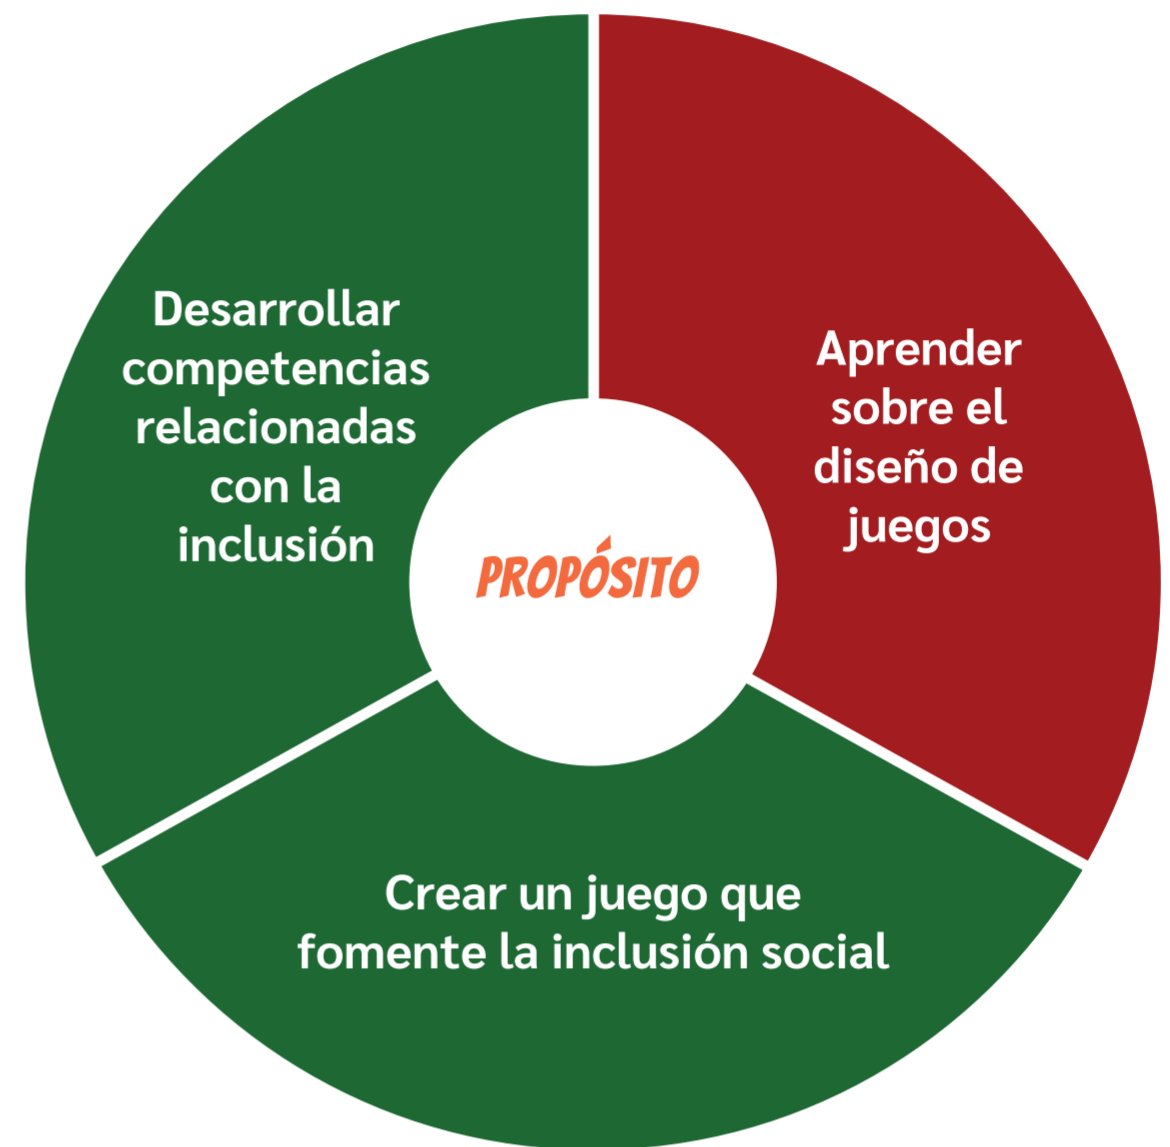 Desarrollar
competencias
relacionadas
con la
inclusión
Aprender
sobre el
diseño de
juegos
PROPÓSITO
Crear un juego que
fomente la inclusión social